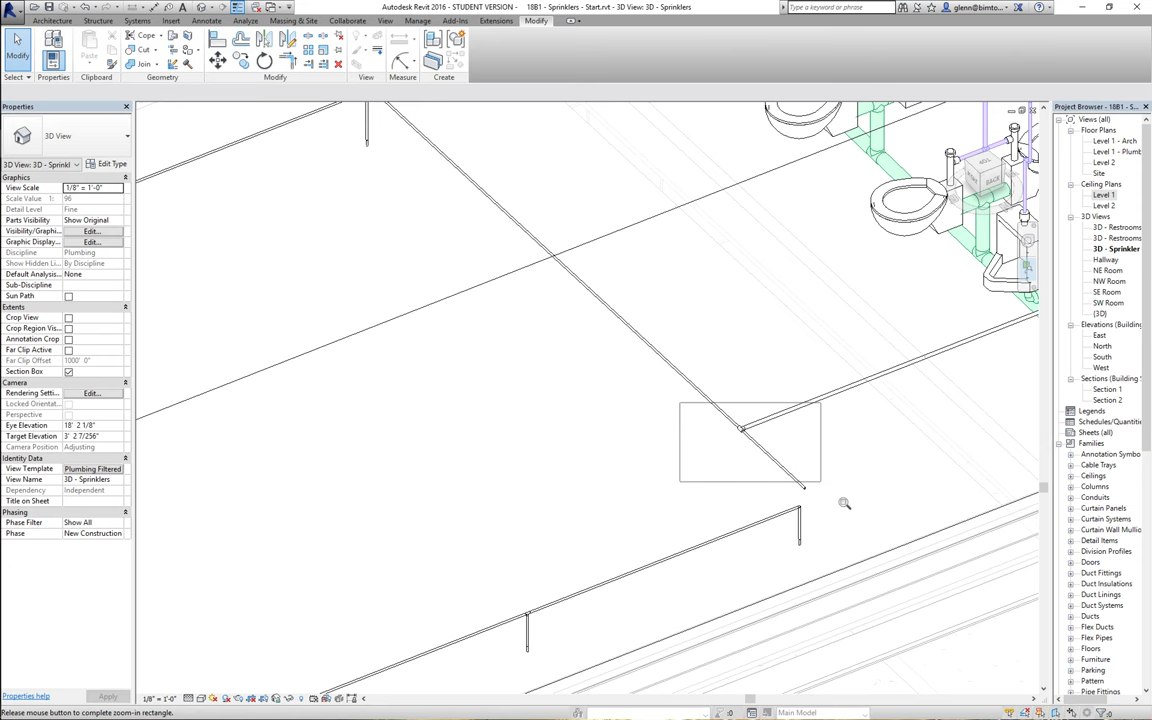 Autodesk Revit 2016 - STUDENT VERSION -    18B1 - Sprinklers - Start.rvt - 3D View: 3D - Sprinklers
Type a keyword or phrase
glenn@bimto...
Architecture Structure Systems Insert Annotate Analyze Massing & Site Collaborate View Manage Add-Ins Extensions Modify
Modify
Properties
Paste
Cope
Cut
Join
Select
Properties
Clipboard
Geometry
Modify
View
Measure
Create
Properties
3D View
3D View: 3D - Sprinkl
Edit Type
Graphics
View Scale 1/8" = 1'-0"
Scale Value 1: 96
Detail Level Fine
Parts Visibility Show Original
Visibility/Graphi... Edit...
Graphic Display... Edit...
Discipline Plumbing
Show Hidden Li... By Discipline
Default Analysis... None
Sub-Discipline
Sun Path
Extents
Crop View
Crop Region Vis...
Annotation Crop
Far Clip Active
Far Clip Offset 1000' 0"
Section Box
Camera
Rendering Setti... Edit...
Locked Orientat...
Perspective
Eye Elevation 18' 2 1/8"
Target Elevation 3' 2 7/256"
Camera Position Adjusting
Identity Data
View Template Plumbing Filtered
View Name 3D - Sprinklers
Dependency Independent
Title on Sheet
Phasing
Phase Filter Show All
Phase New Construction
Properties help
Apply
BACK
Project Browser - 18B1 - S...
Views (all)
Floor Plans
Level 1 - Arch
Level 1 - Plumb
Level 2
Site
Ceiling Plans
Level 1
Level 2
3D Views
3D - Restrooms
3D - Restrooms
3D - Sprinkler
Hallway
NE Room
NW Room
SE Room
SW Room
{3D}
Elevations (Building
East
North
South
West
Sections (Building S
Section 1
Section 2
Legends
Schedules/Quantitie
Sheets (all)
Families
Annotation Symbo
Cable Trays
Ceilings
Columns
Conduits
Curtain Panels
Curtain Systems
Curtain Wall Mullio
Detail Items
Division Profiles
Doors
Duct Fittings
Duct Insulations
Duct Linings
Duct Systems
Ducts
Flex Ducts
Flex Pipes
Floors
Furniture
Parking
Pattern
Pipe Fittings
1/8" = 1'-0"
Release mouse button to complete zoom-in rectangle.
:0
Main Model
:0